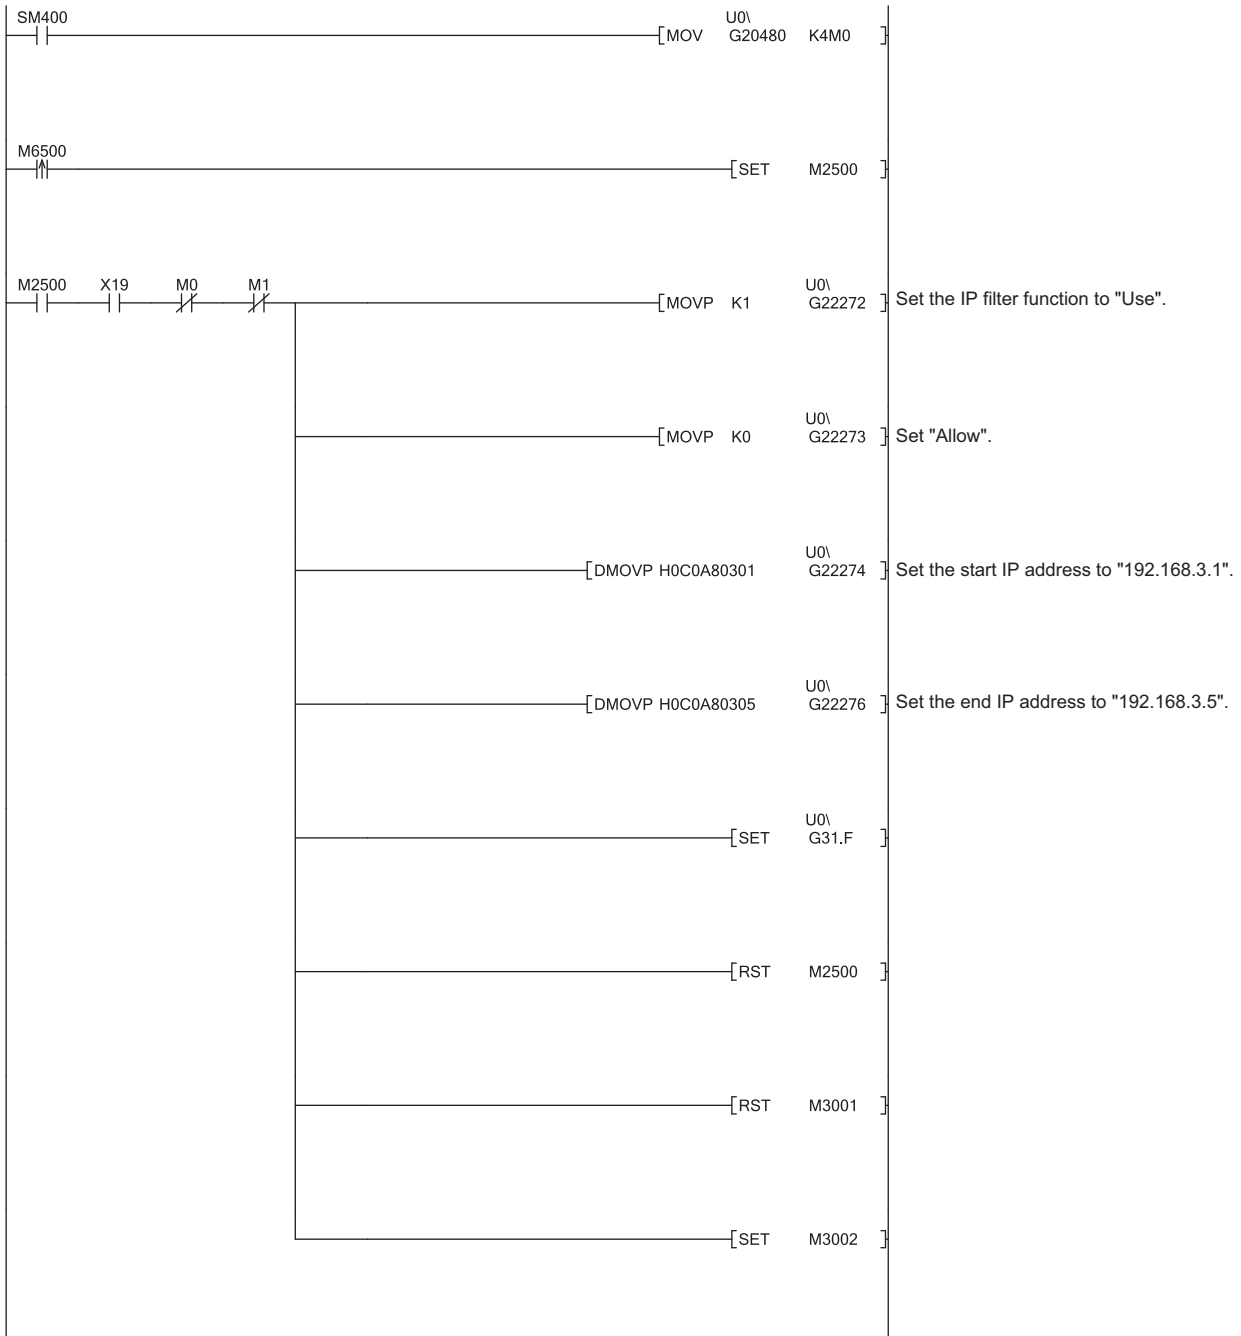 SM400
U0\
MOV G20480 K4M0
M6500
SET M2500
M2500 X19 M0 M1
U0\
MOVP K1 G22272 Set the IP filter function to "Use".
U0\
MOVP K0 G22273 Set "Allow".
U0\
DMOVP H0C0A80301 G22274 Set the start IP address to "192.168.3.1".
U0\
DMOVP H0C0A80305 G22276 Set the end IP address to "192.168.3.5".
U0\
SET G31.F
RST M2500
RST M3001
SET M3002